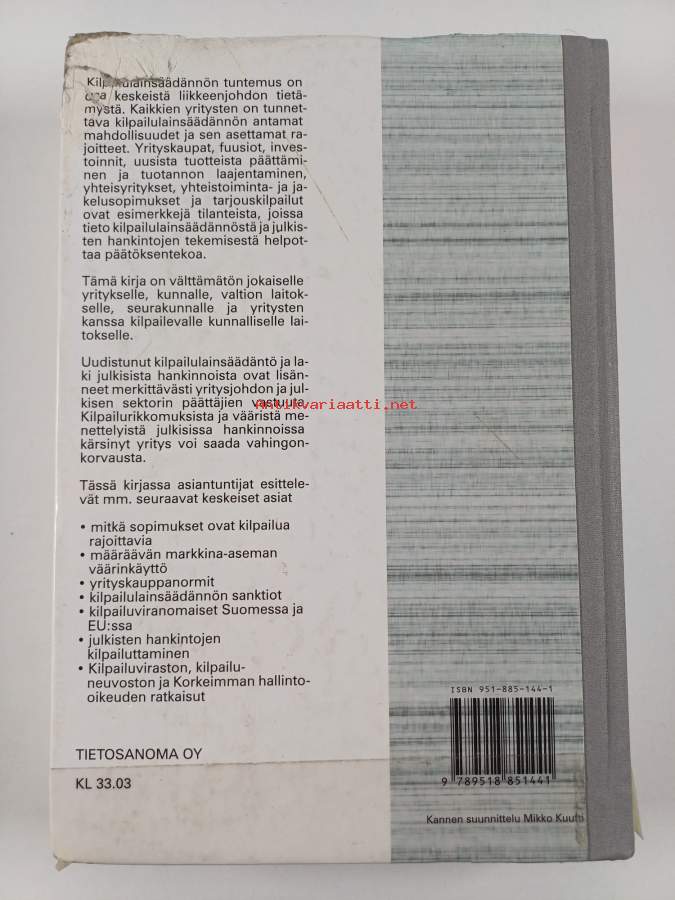 Kilpailulainsäädännön tuntemus on
osa keskeistä liikkeenjohdon tietä-
mystä. Kaikkien yritysten on tunnet-
tava kilpailulainsäädännön antamat
mahdollisuudet ja sen asettamat ra-
joitteet. Yrityskaupat, fuusiot, inves-
toinnit, uusista tuotteista päättämi-
nen ja tuotannon laajentaminen,
yhteisyritykset, yhteistoiminta- ja ja-
kelusopimukset ja tarjouskilpailut
ovat esimerkkejä tilanteista, joissa
tieto kilpailulainsäädännöstä ja julkis-
ten hankintojen tekemisestä helpot-
taa päätöksentekoa.
Tämä kirja on välttämätön jokaiselle
yritykselle, kunnalle, valtion laitok-
selle, seurakunnalle ja yritysten
kanssa kilpailevalle kunnalliselle lai-
tokselle.
Uudistunut kilpailulainsäädäntö ja la-
ki julkisista hankinnoista ovat lisän-
neet merkittävästi yritysjohdon ja jul-
kisen sektorin päättäjien vastuuta.
Antikvariaatti.net
Kilpailurikkomuksista ja vääristä me-
nettelyistä julkisissa hankinnoissa
kärsinyt yritys voi saada vahingon-
korvausta.
Tässä kirjassa asiantuntijat esittele-
vät mm. seuraavat keskeiset asiat
• mitkä sopimukset ovat kilpailua
rajoittavia
• määräävän markkina-aseman
väärinkäyttö
• yrityskauppanormit
• kilpailulainsäädännön sanktiot
• kilpailuviranomaiset Suomessa ja
EU:ssa
• julkisten hankintojen
kilpailuttaminen
• Kilpailuviraston, kilpailu-
neuvoston ja Korkeimman hallinto-
oikeuden ratkaisut
TIETOSANOMA OY
KL 33.03
ISBN 951-885-144-1
9 789518 851441
Kannen suunnittelu Mikko